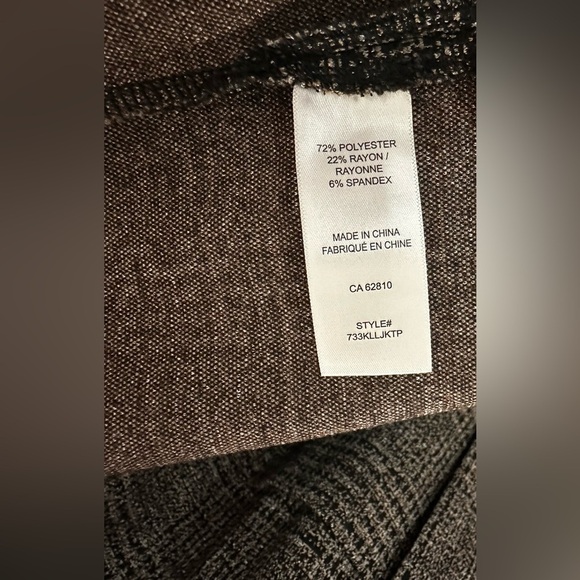 72% POLYESTER
22% RAYON /
RAYONNE
6% SPANDEX
MADE IN CHINA
FABRIQUÉ EN CHINE
CA 62810
STYLE#
733KLLJKTP